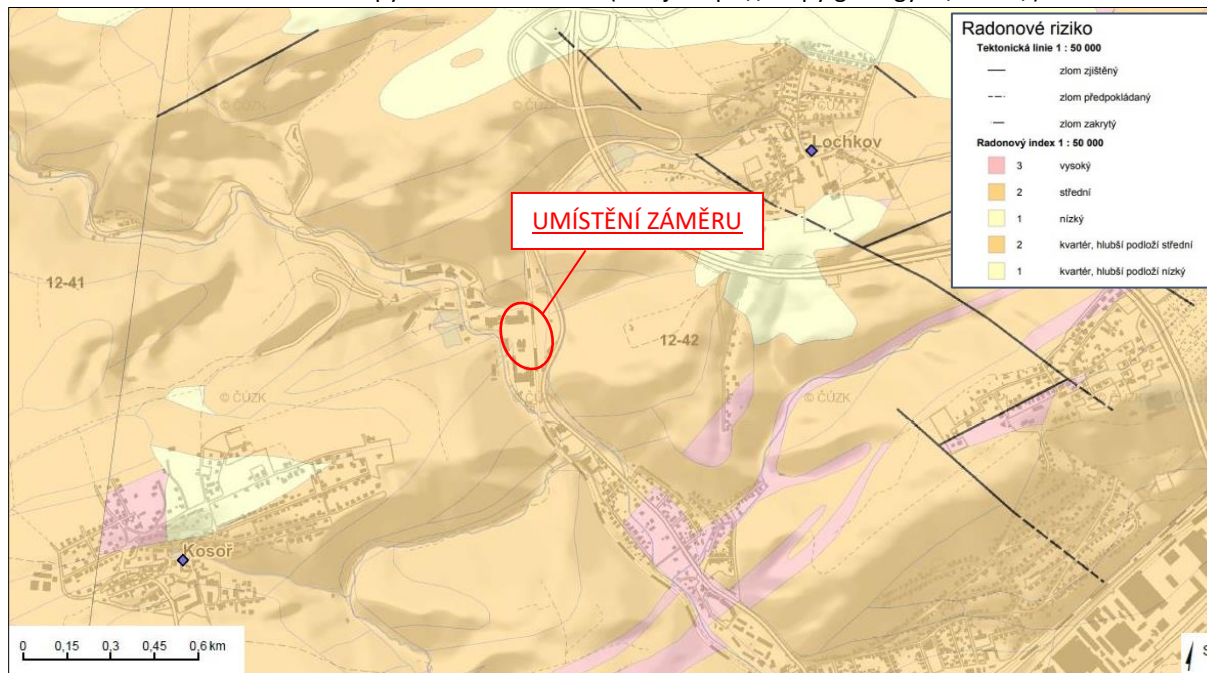 Radonové riziko
Tektonická linie 1 : 50 000
zlom zjištěný
zlom předpokládaný
zlom zakrytý
Radonový index 1 : 50 000
3 vysoký
2 střední
1 nízký
2 kvartér, hlubší podloží střední
1 kvartér, hlubší podloží nízký
© ČÚZK
© ČÚZK
© ČÚZK
Lochkov
UMÍSTĚNÍ ZÁMĚRU
12-41
12-42
© ČÚZK
© ČÚZK
© ČÚZK
Kosoř
0 0,15 0,3 0,45 0,6 km
S